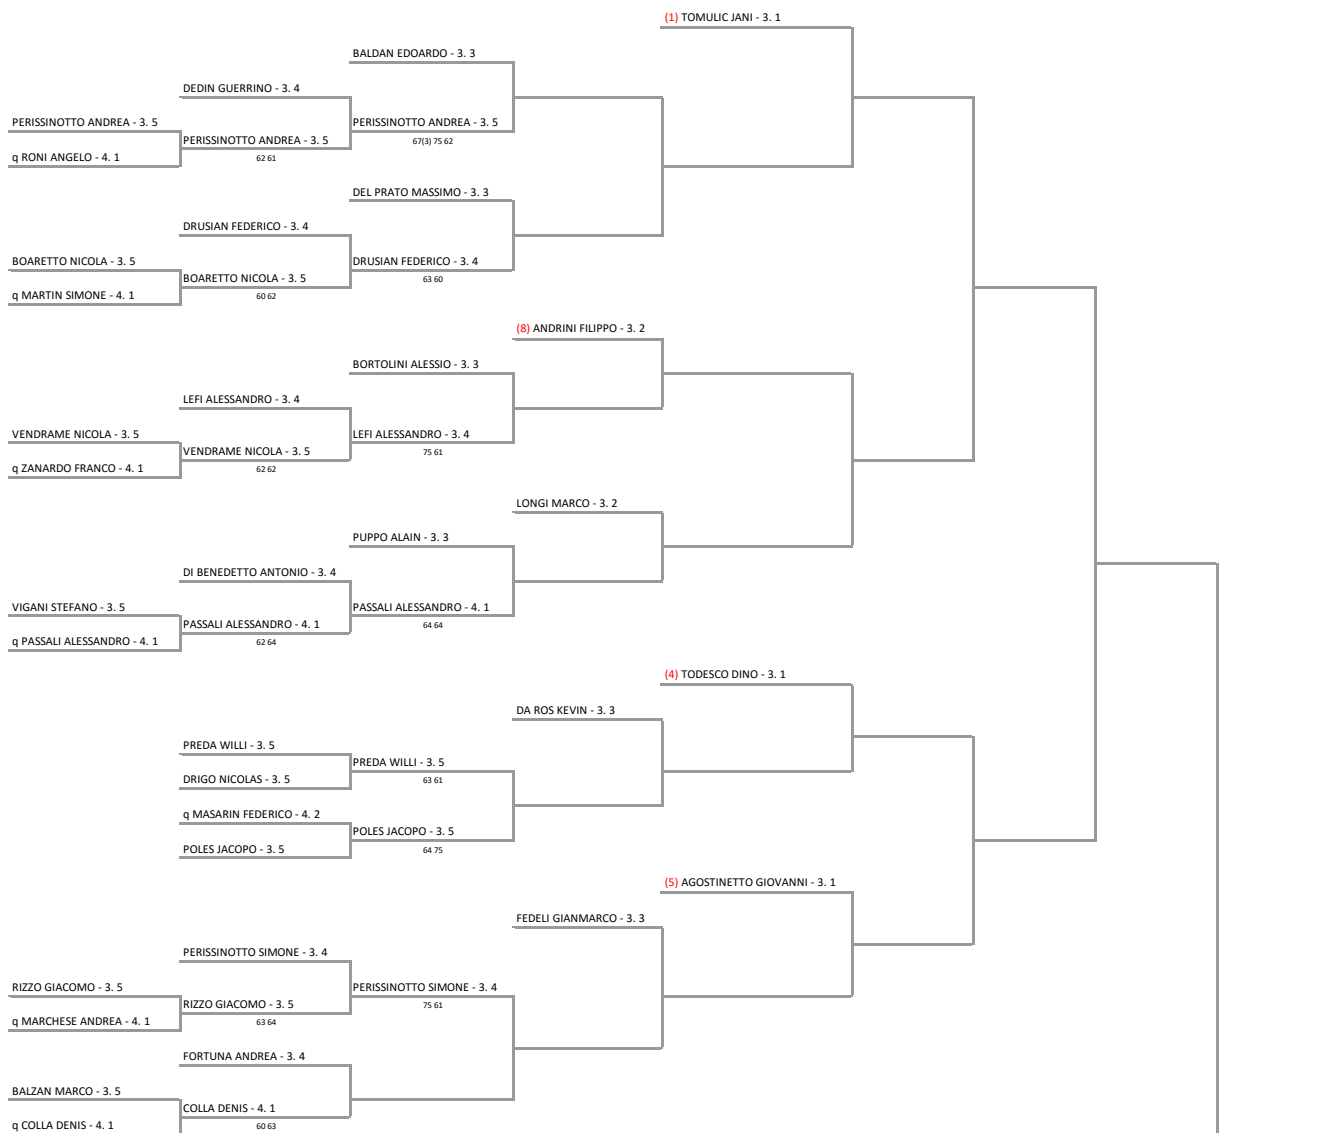 (1) TOMULIC JANI - 3. 1
BALDAN EDOARDO - 3. 3
DEDIN GUERRINO - 3. 4
PERISSINOTTO ANDREA - 3. 5
PERISSINOTTO ANDREA - 3. 5
67(3) 75 62
PERISSINOTTO ANDREA - 3. 5
q RONI ANGELO - 4. 1
62 61
DEL PRATO MASSIMO - 3. 3
DRUSIAN FEDERICO - 3. 4
BOARETTO NICOLA - 3. 5
DRUSIAN FEDERICO - 3. 4
63 60
BOARETTO NICOLA - 3. 5
q MARTIN SIMONE - 4. 1
60 62
(8) ANDRINI FILIPPO - 3. 2
BORTOLINI ALESSIO - 3. 3
LEFI ALESSANDRO - 3. 4
VENDRAME NICOLA - 3. 5
LEFI ALESSANDRO - 3. 4
75 61
VENDRAME NICOLA - 3. 5
q ZANARDO FRANCO - 4. 1
62 62
LONGI MARCO - 3. 2
PUPPO ALAIN - 3. 3
DI BENEDETTO ANTONIO - 3. 4
VIGANI STEFANO - 3. 5
PASSALI ALESSANDRO - 4. 1
64 64
PASSALI ALESSANDRO - 4. 1
q PASSALI ALESSANDRO - 4. 1
62 64
(4) TODESCO DINO - 3. 1
DA ROS KEVIN - 3. 3
PREDA WILLI - 3. 5
PREDA WILLI - 3. 5
DRIGO NICOLAS - 3. 5
63 61
q MASARIN FEDERICO - 4. 2
POLES JACOPO - 3. 5
POLES JACOPO - 3. 5
64 75
(5) AGOSTINETTO GIOVANNI - 3. 1
FEDELI GIANMARCO - 3. 3
PERISSINOTTO SIMONE - 3. 4
RIZZO GIACOMO - 3. 5
PERISSINOTTO SIMONE - 3. 4
75 61
RIZZO GIACOMO - 3. 5
q MARCHESE ANDREA - 4. 1
63 64
FORTUNA ANDREA - 3. 4
BALZAN MARCO - 3. 5
COLLA DENIS - 4. 1
q COLLA DENIS - 4. 1
60 63